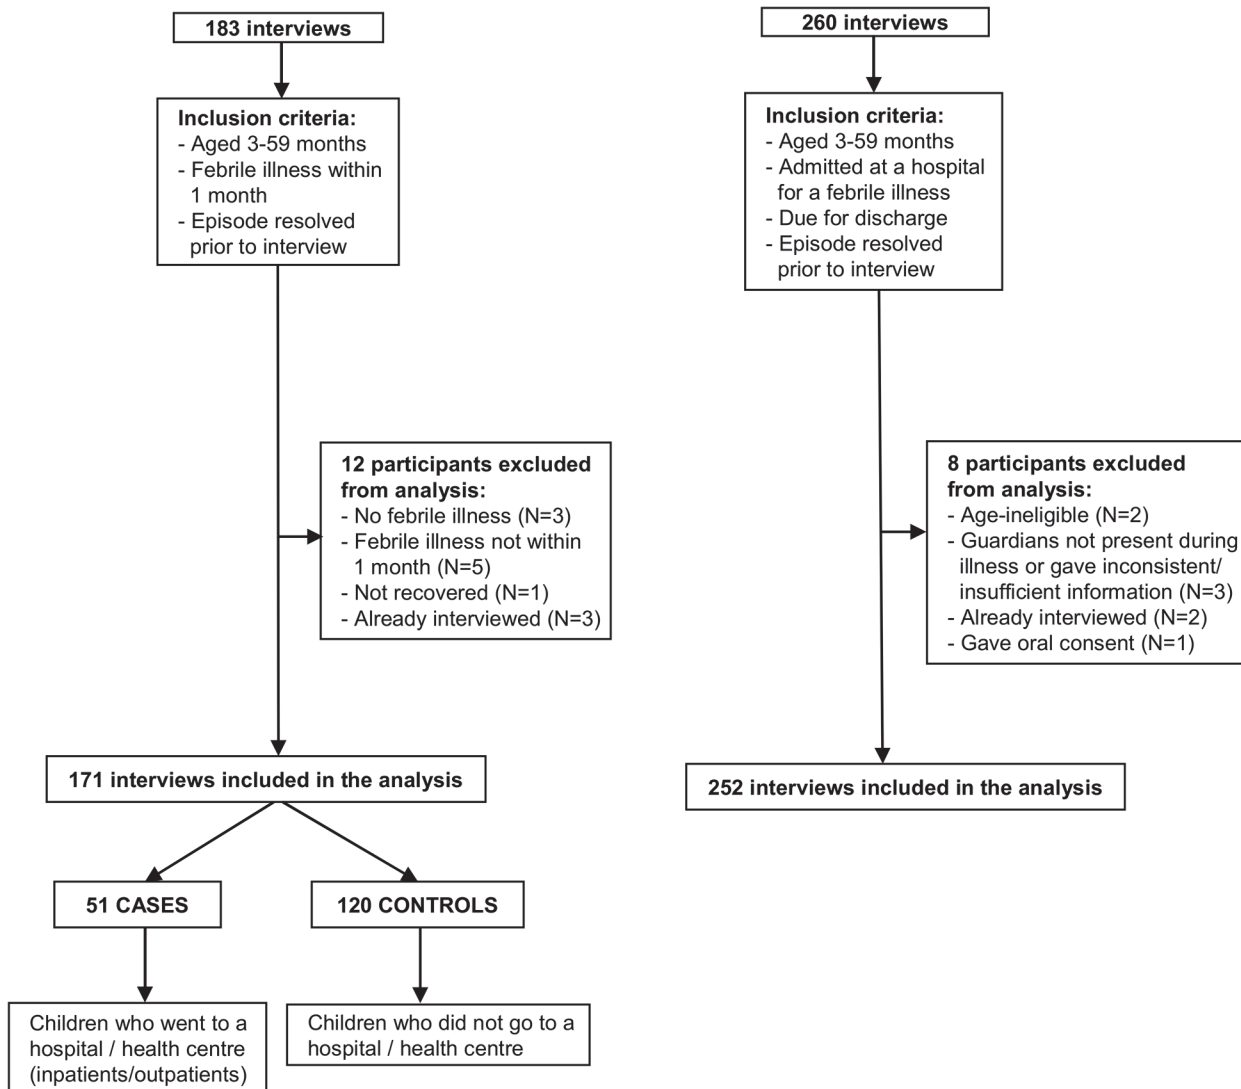 183 interviews
Inclusion criteria:
- Aged 3-59 months
- Febrile illness within
1 month
- Episode resolved
prior to interview
12 participants excluded
from analysis:
- No febrile illness (N=3)
- Febrile illness not within
1 month (N=5)
- Not recovered (N=1)
- Already interviewed (N=3)
171 interviews included in the analysis
51 CASES
120 CONTROLS
Children who went to a
hospital / health centre
(inpatients/outpatients)
Children who did not go to a
hospital / health centre
260 interviews
Inclusion criteria:
- Aged 3-59 months
- Admitted at a hospital
for a febrile illness
- Due for discharge
- Episode resolved
prior to interview
8 participants excluded
from analysis:
- Age-ineligible (N=2)
- Guardians not present during
illness or gave inconsistent/
insufficient information (N=3)
- Already interviewed (N=2)
- Gave oral consent (N=1)
252 interviews included in the analysis